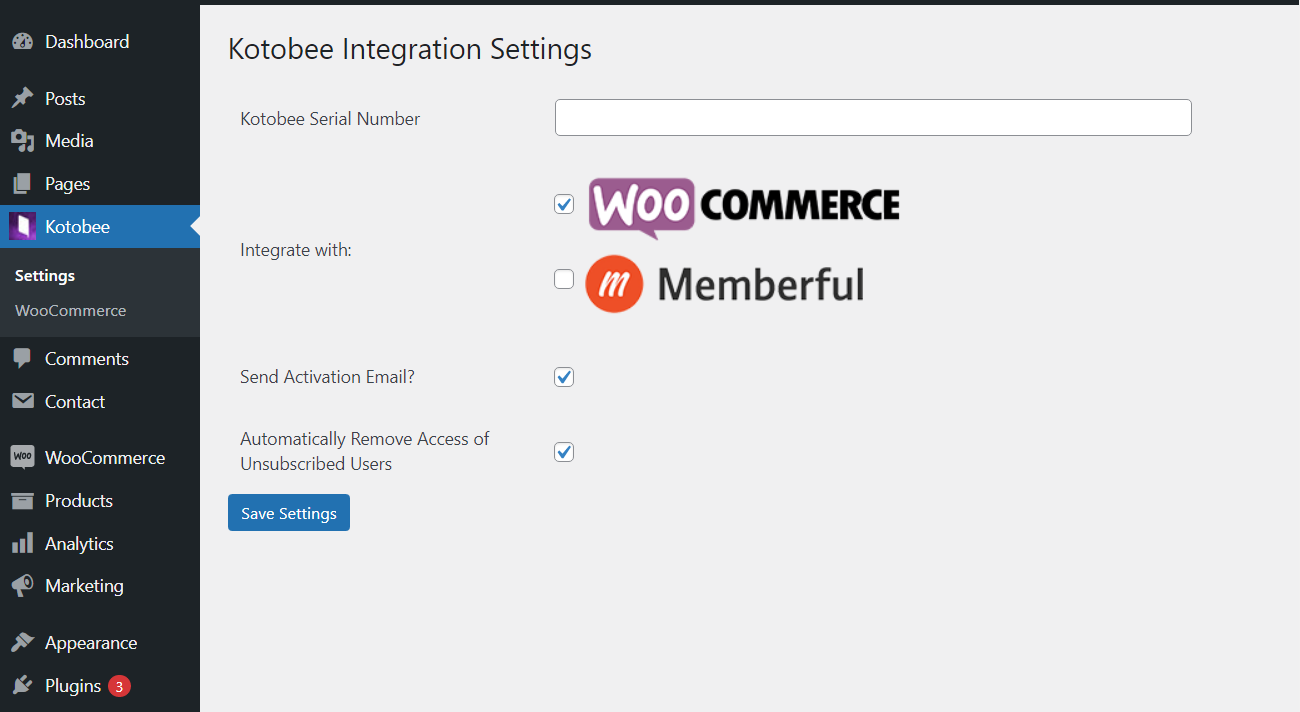 Dashboard
Posts
Media
Pages
Kotobee
Settings
WooCommerce
Comments
Contact
Woo WooCommerce
Products
Analytics
Marketing
Appearance
Plugins 3
Kotobee Integration Settings
Kotobee Serial Number
Integrate with:
WOO COMMERCE
m Memberful
Send Activation Email?
Automatically Remove Access of
Unsubscribed Users
Save Settings